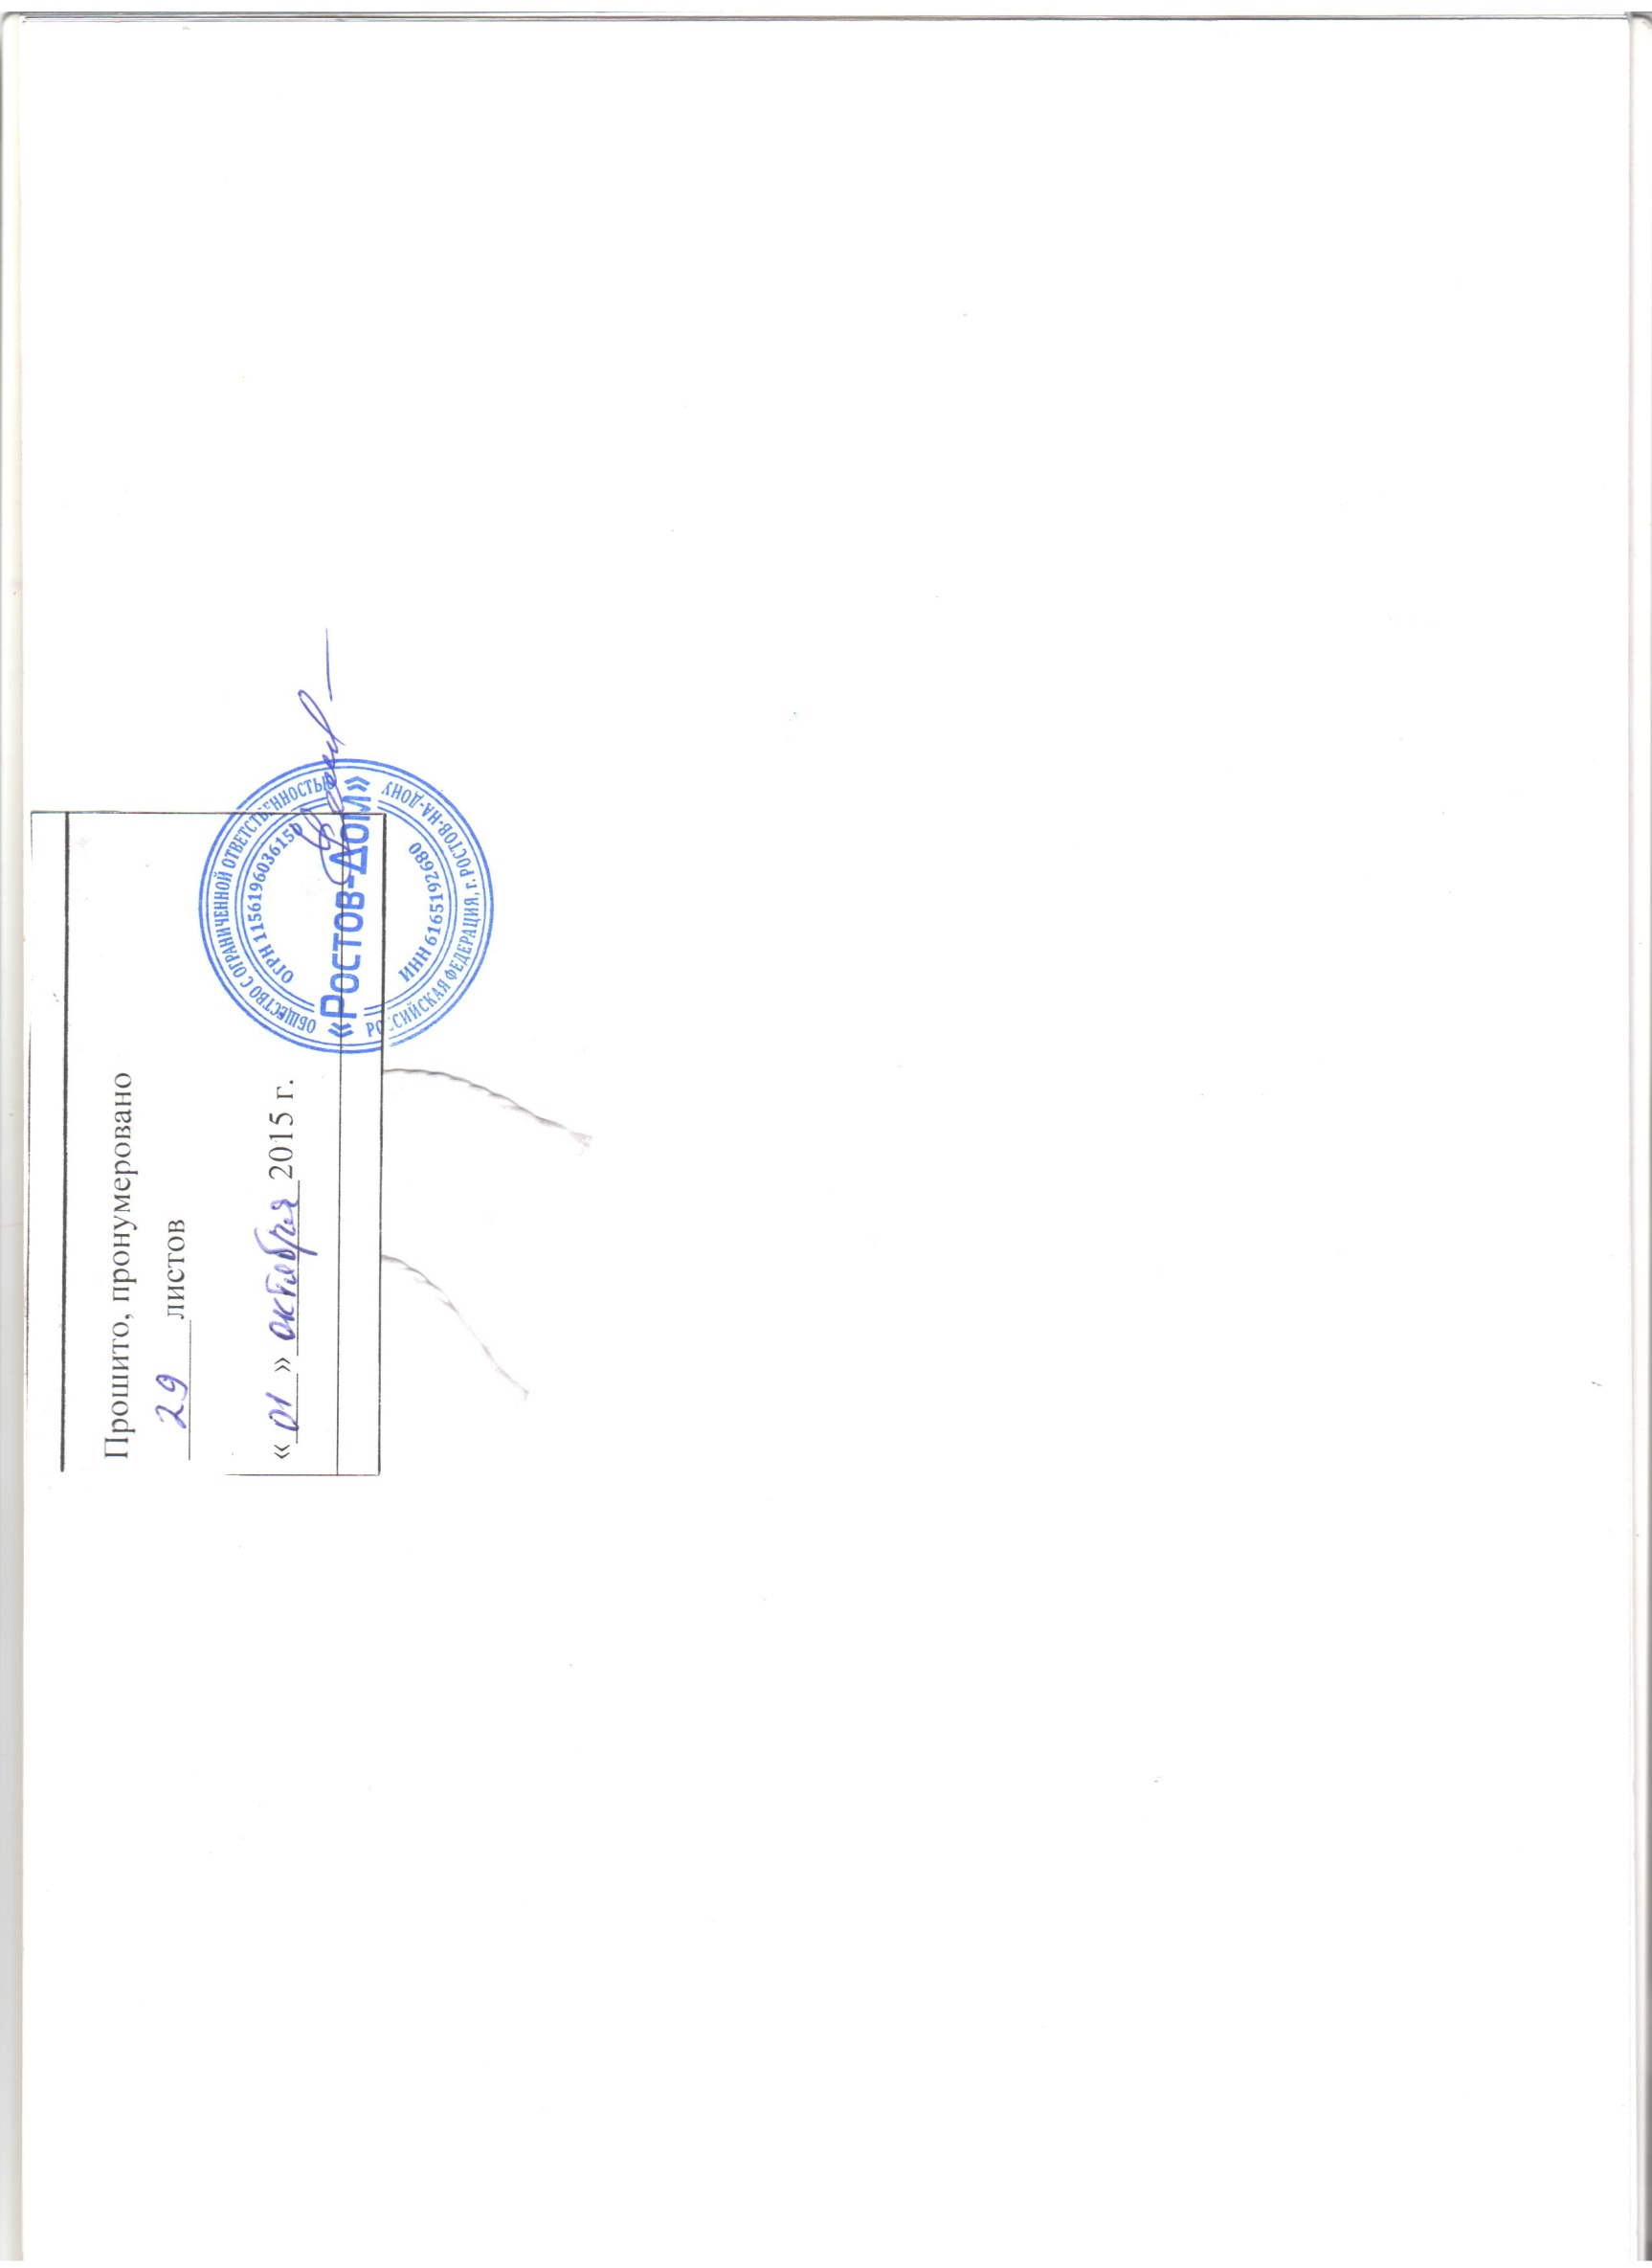 Прошито, пронумеровано
29 листов
« 01 » октября 2015 г.
ОБЩЕСТВО С ОГРАНИЧЕННОЙ ОТВЕТСТВЕННОСТЬЮ
ОГРН 1156196036150
«РОСТОВ-ДОМ»
ИНН 6165192680
РОССИЙСКАЯ ФЕДЕРАЦИЯ, г. РОСТОВ-НА-ДОНУ